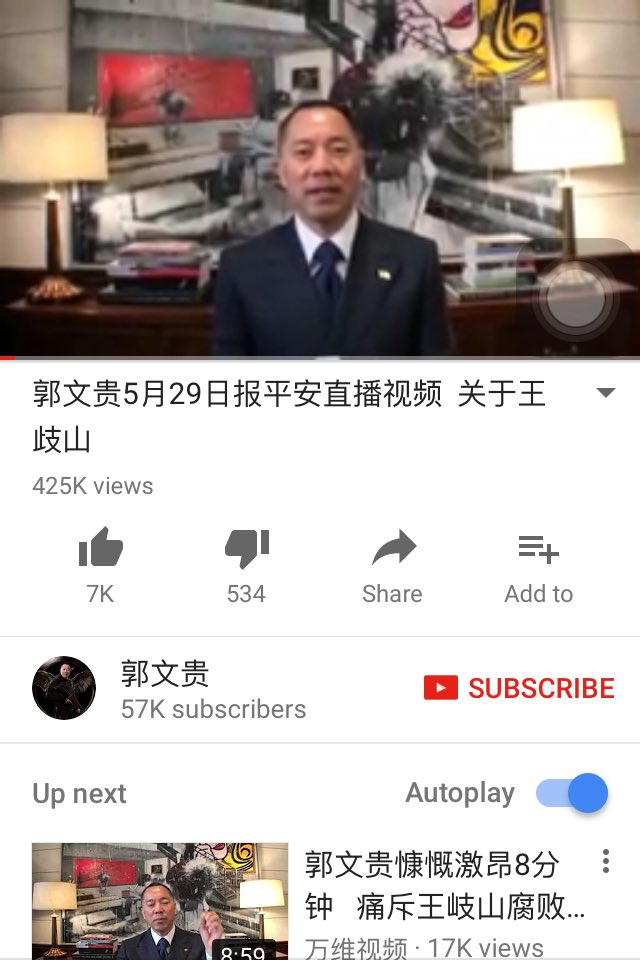 郭文贵5月29日报平安直播视频 关于王
歧山
425K views
7K
534
Share
Add to
郭文贵
57K subscribers
SUBSCRIBE
Up next
Autoplay
郭文贵慷慨激昂8分
钟 痛斥王岐山腐败...
8:59
万维视频 · 17K views